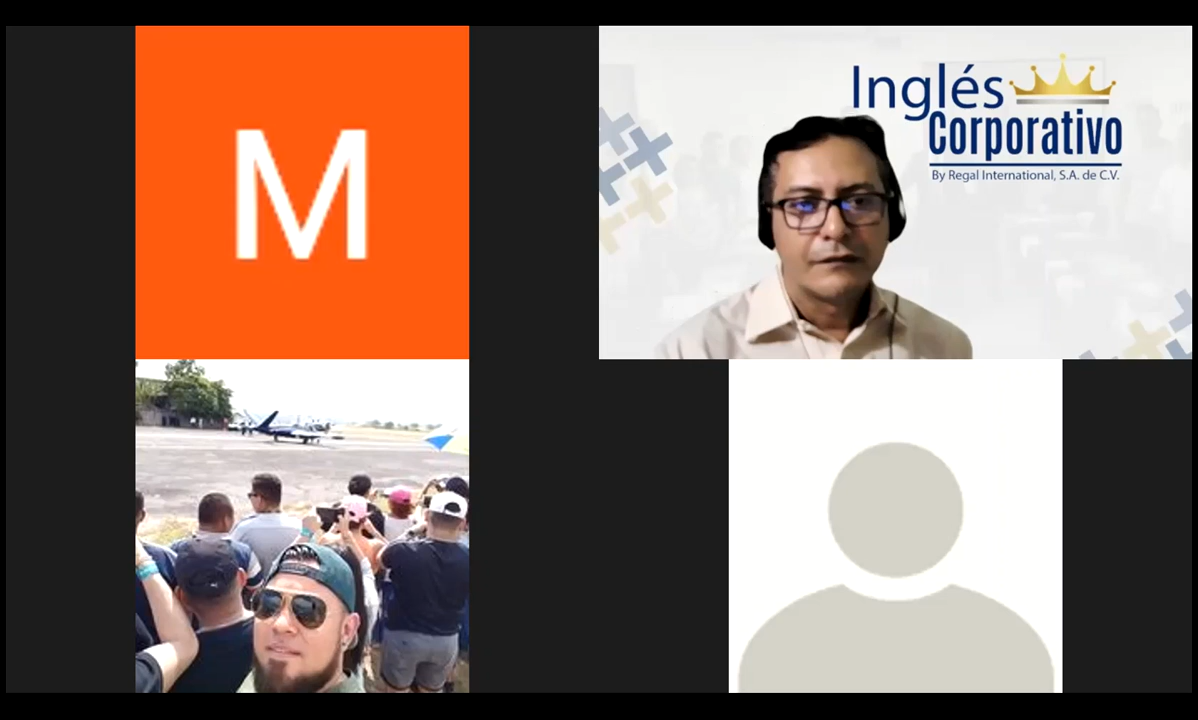 M
Inglés
Corporativo
By Regal International, S.A. de C.V.